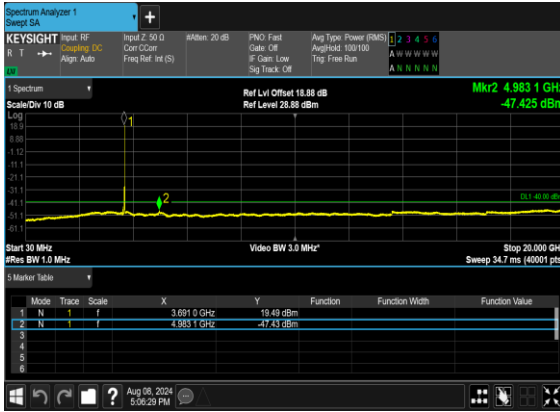 Spectrum Analyzer 1
Swept SA
+
KEYSIGHT Input: RF Input Z: 50 Ω #Atten: 20 dB PNO: Fast Avg Type: Power (RMS) 1 2 3 4 5 6
R T Coupling: DC Corr CCorr Gate: Off Avg|Hold: 100/100 A W W W W W
Align: Auto Freq Ref: Int (S) IF Gain: Low Trig: Free Run
Sig Track: Off A N N N N N
1 Spectrum Ref Lvl Offset 18.88 dB Mkr2 4.983 1 GHz
Scale/Div 10 dB Ref Level 28.88 dBm -47.425 dBm
Log
18.9
8.88
-1.12
-11.1
-21.1
-31.1
-41.1
-51.1
-61.1
1
2
DL1 -40.00 dBm
Start 30 MHz Video BW 3.0 MHz* Stop 20.000 GHz
#Res BW 1.0 MHz Sweep 34.7 ms (40001 pts)
5 Marker Table
Mode Trace Scale X Y Function Function Width Function Value
1 N 1 f 3.691 0 GHz 19.49 dBm
2 N 1 f 4.983 1 GHz -47.43 dBm
3
4
5
6
? Aug 08, 2024
5:06:29 PM